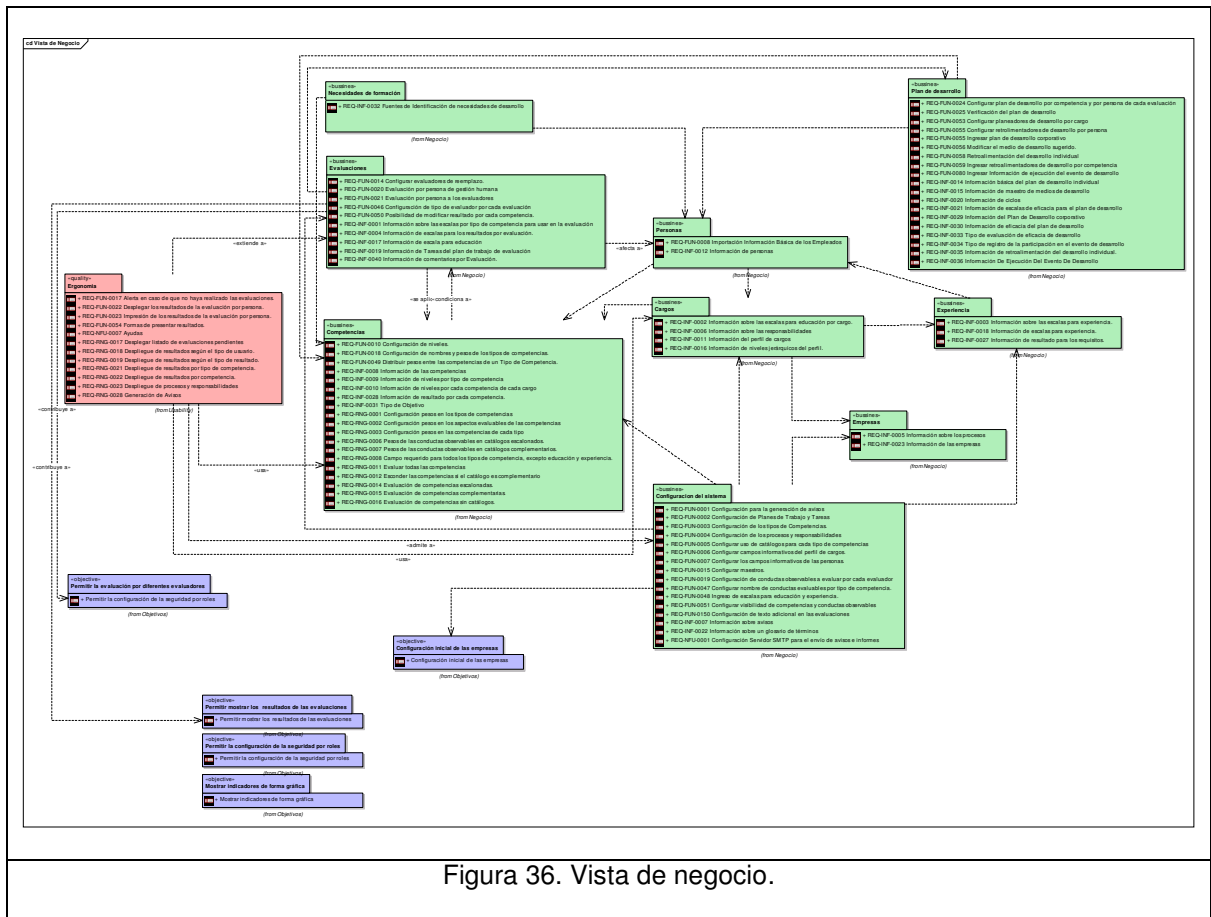 cd Vista de Negocio
«bussines»
Necesidades de formación
+ REQ-INF-0032 Fuentes de Identificación de necesidades de desarrollo
(from Negocio)
«bussines»
Plan de desarrollo
+ REQ-FUN-0024 Configurar plan de desarrollo por competencia y por persona de cada evaluación
+ REQ-FUN-0025 Verificación del plan de desarrollo
+ REQ-FUN-0053 Configurar planeadores de desarrollo por cargo
+ REQ-FUN-0055 Configurar retroalimentadores de desarrollo por persona
+ REQ-FUN-0055 Ingresar plan de desarrollo corporativo
+ REQ-FUN-0056 Modificar el medio de desarrollo sugerido.
+ REQ-FUN-0058 Retroalimentación del desarrollo individual
+ REQ-FUN-0059 Ingresar retroalimentadores de desarrollo por competencia
+ REQ-FUN-0080 Ingresar Información de ejecución del evento de desarrollo
+ REQ-INF-0014 Información básica del plan de desarrollo individual
+ REQ-INF-0015 Información de maestro de medios de desarrollo
+ REQ-INF-0020 Información de ciclos
+ REQ-INF-0021 Información de escalas de eficacia para el plan de desarrollo
+ REQ-INF-0029 Información del Plan de Desarrollo corporativo
+ REQ-INF-0030 Información de eficacia del plan de desarrollo
+ REQ-INF-0033 Tipo de evaluación de eficacia de desarrollo
+ REQ-INF-0034 Tipo de registro de la participación en el evento de desarrollo
+ REQ-INF-0035 Información de retroalimentación del desarrollo individual.
+ REQ-INF-0036 Información De Ejecución Del Evento De Desarrollo
(from Negocio)
«bussines»
Evaluaciones
+ REQ-FUN-0014 Configurar evaluadores de reemplazo.
+ REQ-FUN-0020 Evaluación por persona de gestión humana
+ REQ-FUN-0021 Evaluación por persona a los evaluadores
+ REQ-FUN-0046 Configuración de tipo de evaluador por cada evaluación
+ REQ-FUN-0050 Posibilidad de modificar resultado por cada competencia.
+ REQ-INF-0001 Información sobre las escalas por tipo de competencia para usar en la evaluación
+ REQ-INF-0004 Información de escalas para los resultados por evaluación.
+ REQ-INF-0017 Información de escala para educación
+ REQ-INF-0019 Información de Tareas del plan de trabajo de evaluación
+ REQ-INF-0040 Información de comentarios por Evaluación.
(from Negocio)
«bussines»
Personas
+ REQ-FUN-0008 Importación Información Básica de los Empleados
+ REQ-INF-0012 Información de personas
(from Negocio)
«extiende a»
«afecta a»
«se aplic
condiciona a»
«quality»
Ergonomía
+ REQ-FUN-0017 Alerta en caso de que no haya realizado las evaluaciones.
+ REQ-FUN-0022 Desplegar los resultados de la evaluación por persona.
+ REQ-FUN-0023 Impresión de los resultados de la evaluación por persona.
+ REQ-FUN-0054 Formas de presentar resultados.
+ REQ-NFU-0007 Ayudas
+ REQ-RNG-0017 Desplegar listado de evaluaciones pendientes
+ REQ-RNG-0018 Despliegue de resultados según el tipo de usuario.
+ REQ-RNG-0019 Despliegue de resultados según el tipo de resultado.
+ REQ-RNG-0021 Despliegue de resultados por tipo de competencia.
+ REQ-RNG-0022 Despliegue de resultados por competencia.
+ REQ-RNG-0023 Despliegue de procesos y responsabilidades
+ REQ-RNG-0028 Generación de Avisos
(from Usability)
«bussines»
Cargos
+ REQ-INF-0002 Información sobre las escalas para educación por cargo.
+ REQ-INF-0006 Información sobre las responsabilidades
+ REQ-INF-0011 Información del perfil de cargos
+ REQ-INF-0016 Información de niveles jerárquicos del perfil.
(from Negocio)
«bussines»
Experiencia
+ REQ-INF-0003 Información sobre las escalas para experiencia.
+ REQ-INF-0018 Información de escalas para experiencia.
+ REQ-INF-0027 Información de resultado para los requisitos.
(from Negocio)
«bussines»
Competencias
+ REQ-FUN-0010 Configuración de niveles.
+ REQ-FUN-0018 Configuración de nombres y pesos de los tipos de competencias.
+ REQ-FUN-0049 Distribuir pesos entre las competencias de un Tipo de Competencia.
+ REQ-INF-0008 Información de las competencias
+ REQ-INF-0009 Información de niveles por tipo de competencia
+ REQ-INF-0010 Información de niveles por cada competencia de cada cargo
+ REQ-INF-0028 Información de resultado por cada competencia.
+ REQ-INF-0031 Tipo de Objetivo
+ REQ-RNG-0001 Configuración pesos en los tipos de competencias
+ REQ-RNG-0002 Configuración pesos en los aspectos evaluables de las competencias
+ REQ-RNG-0003 Configuración pesos en las competencias de cada tipo
+ REQ-RNG-0006 Pesos de las conductas observables en catálogos escalonados.
+ REQ-RNG-0007 Pesos de las conductas observables en catálogos complementarios.
+ REQ-RNG-0008 Campo requerido para todos los tipos de competencia, excepto educación y experiencia.
+ REQ-RNG-0011 Evaluar todas las competencias
+ REQ-RNG-0012 Esconder las competencias si el catálogo es complementario
+ REQ-RNG-0014 Evaluación de competencias escalonadas.
+ REQ-RNG-0015 Evaluación de competencias complementarias.
+ REQ-RNG-0016 Evaluación de competencias sin catálogos.
(from Negocio)
«contribuye a»
«contribuye a»
«usa»
«bussines»
Empresas
+ REQ-INF-0005 Información sobre los procesos
+ REQ-INF-0023 Información de las empresas
(from Negocio)
«bussines»
Configuracion del sistema
+ REQ-FUN-0001 Configuración para la generación de avisos
+ REQ-FUN-0002 Configuración de Planes de Trabajo y Tareas
+ REQ-FUN-0003 Configuración de los tipos de Competencias.
+ REQ-FUN-0004 Configuración de los procesos y responsabilidades
+ REQ-FUN-0005 Configurar uso de catálogos para cada tipo de competencias
+ REQ-FUN-0006 Configurar campos informativos del perfil de cargos.
+ REQ-FUN-0007 Configurar los campos informativos de las personas.
+ REQ-FUN-0015 Configurar maestros.
+ REQ-FUN-0019 Configuración de conductas observables a evaluar por cada evaluador
+ REQ-FUN-0047 Configurar nombre de conductas evaluables por tipo de competencia.
+ REQ-FUN-0048 Ingreso de escalas para educación y experiencia.
+ REQ-FUN-0051 Configurar viabilidad de competencias y conductas observables
+ REQ-FUN-0150 Configuración de texto adicional en las evaluaciones
+ REQ-INF-0007 Información sobre avisos
+ REQ-INF-0022 Información sobre un glosario de términos
+ REQ-NFU-0001 Configuración Servidor SMTP para el envío de avisos e informes
(from Negocio)
«admite a»
«usa»
«objective»
Permitir la evaluación por diferentes evaluadores
+ Permitir la configuración de la seguridad por roles
(from Objetivos)
«objective»
Configuración inicial de las empresas
+ Configuración inicial de las empresas
(from Objetivos)
«objective»
Permitir mostrar los resultados de las evaluaciones
+ Permitir mostrar los resultados de las evaluaciones
(from Objetivos)
«objective»
Permitir la configuración de la seguridad por roles
+ Permitir la configuración de la seguridad por roles
(from Objetivos)
«objective»
Mostrar indicadores de forma gráfica
+ Mostrar indicadores de forma gráfica
(from Objetivos)
Figura 36. Vista de negocio.